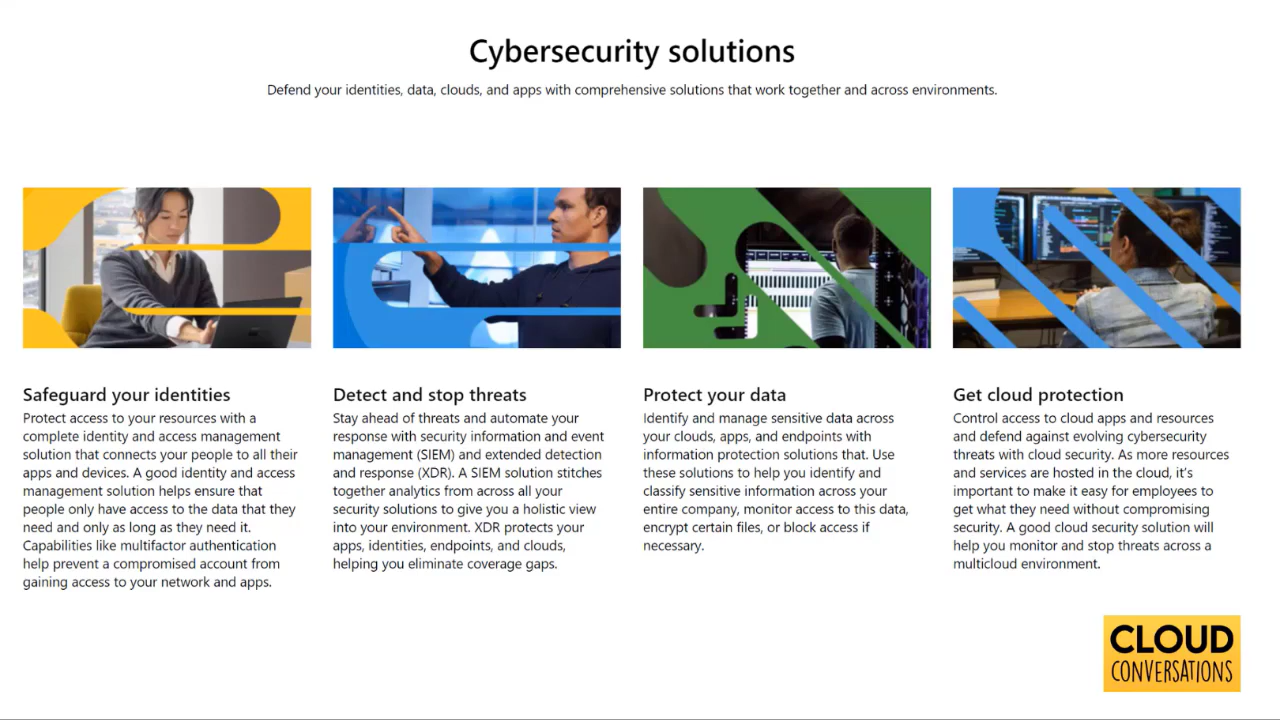 Cybersecurity solutions
Defend your identities, data, clouds, and apps with comprehensive solutions that work together and across environments.
Safeguard your identities
Protect access to your resources with a
complete identity and access management
solution that connects your people to all their
apps and devices. A good identity and access
management solution helps ensure that
people only have access to the data that they
need and only as long as they need it.
Capabilities like multifactor authentication
help prevent a compromised account from
gaining access to your network and apps.
Detect and stop threats
Stay ahead of threats and automate your
response with security information and event
management (SIEM) and extended detection
and response (XDR). A SIEM solution stitches
together analytics from across all your
security solutions to give you a holistic view
into your environment. XDR protects your
apps, identities, endpoints, and clouds,
helping you eliminate coverage gaps.
Protect your data
Identify and manage sensitive data across
your clouds, apps, and endpoints with
information protection solutions that. Use
these solutions to help you identify and
classify sensitive information across your
entire company, monitor access to this data,
encrypt certain files, or block access if
necessary.
Get cloud protection
Control access to cloud apps and resources
and defend against evolving cybersecurity
threats with cloud security. As more resources
and services are hosted in the cloud, it's
important to make it easy for employees to
get what they need without compromising
security. A good cloud security solution will
help you monitor and stop threats across a
multicloud environment.
CLOUD
CONVERSATIONS